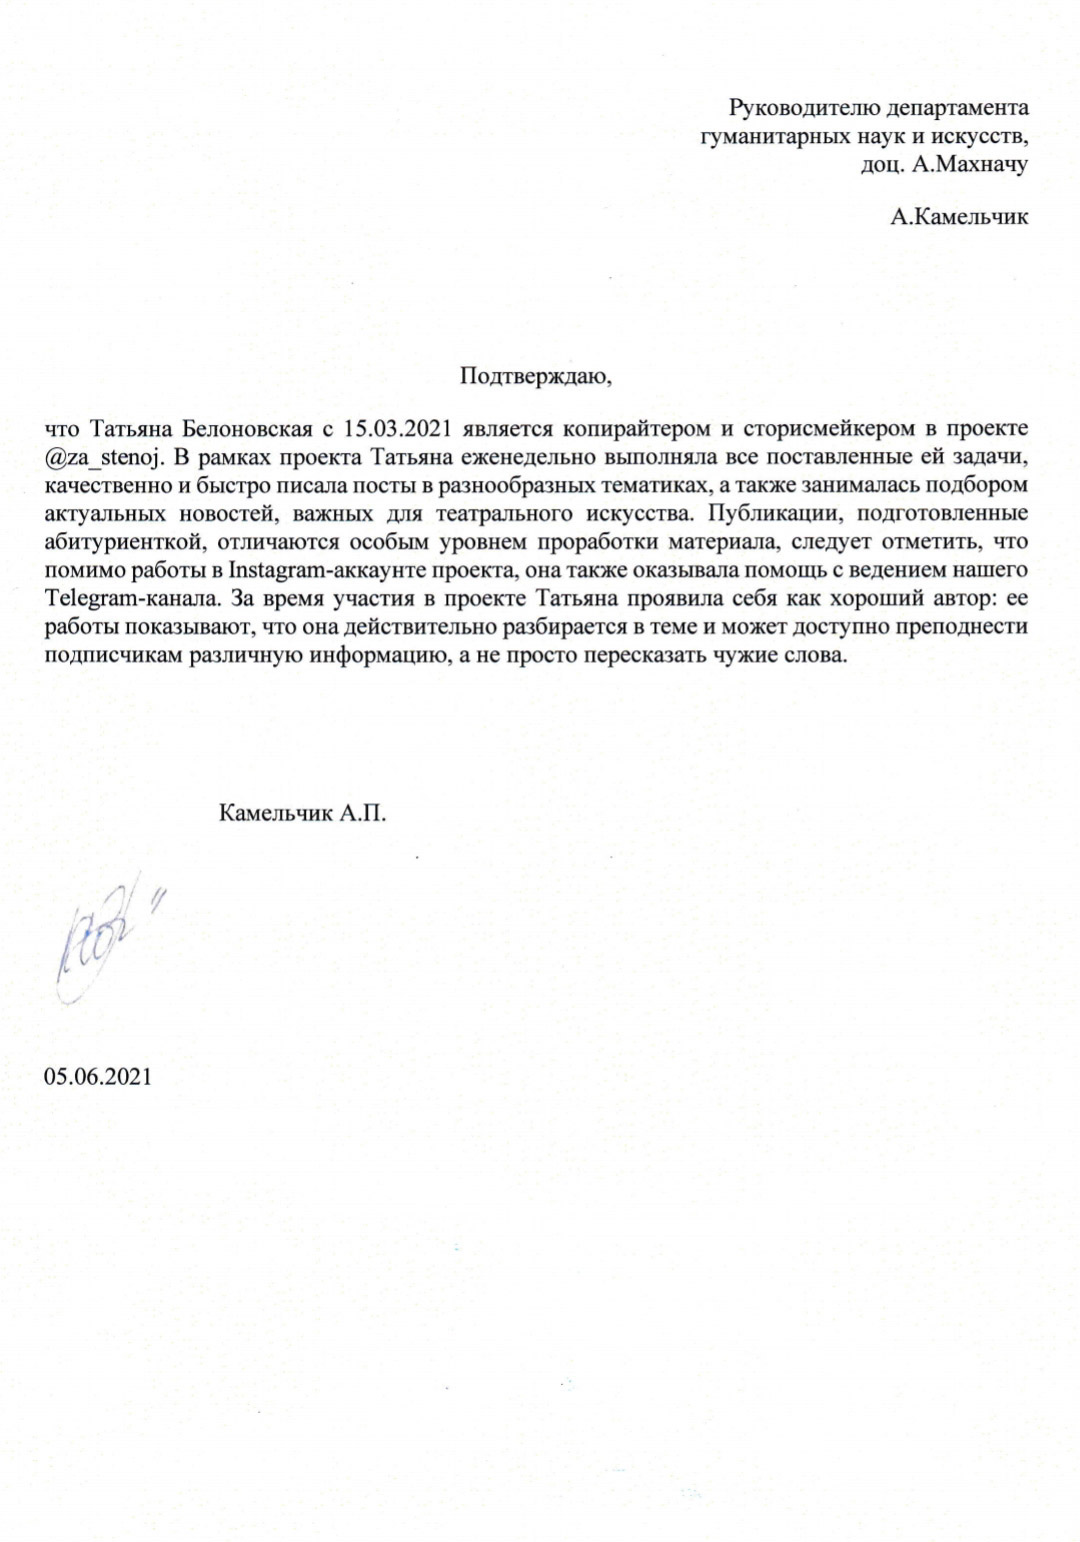 Руководителю департамента
гуманитарных наук и искусств,
доц. А.Махначу
А.Камельчик
Подтверждаю,
что Татьяна Белоновская с 15.03.2021 является копирайтером и сторисмейкером в проекте
@za_stenoj. В рамках проекта Татьяна еженедельно выполняла все поставленные ей задачи,
качественно и быстро писала посты в разнообразных тематиках, а также занималась подбором
актуальных новостей, важных для театрального искусства. Публикации, подготовленные
абитуриенткой, отличаются особым уровнем проработки материала, следует отметить, что
помимо работы в Instagram-аккаунте проекта, она также оказывала помощь с ведением нашего
Telegram-канала. За время участия в проекте Татьяна проявила себя как хороший автор: ее
работы показывают, что она действительно разбирается в теме и может доступно преподнести
подписчикам различную информацию, а не просто пересказать чужие слова.
Камельчик А.П.
05.06.2021